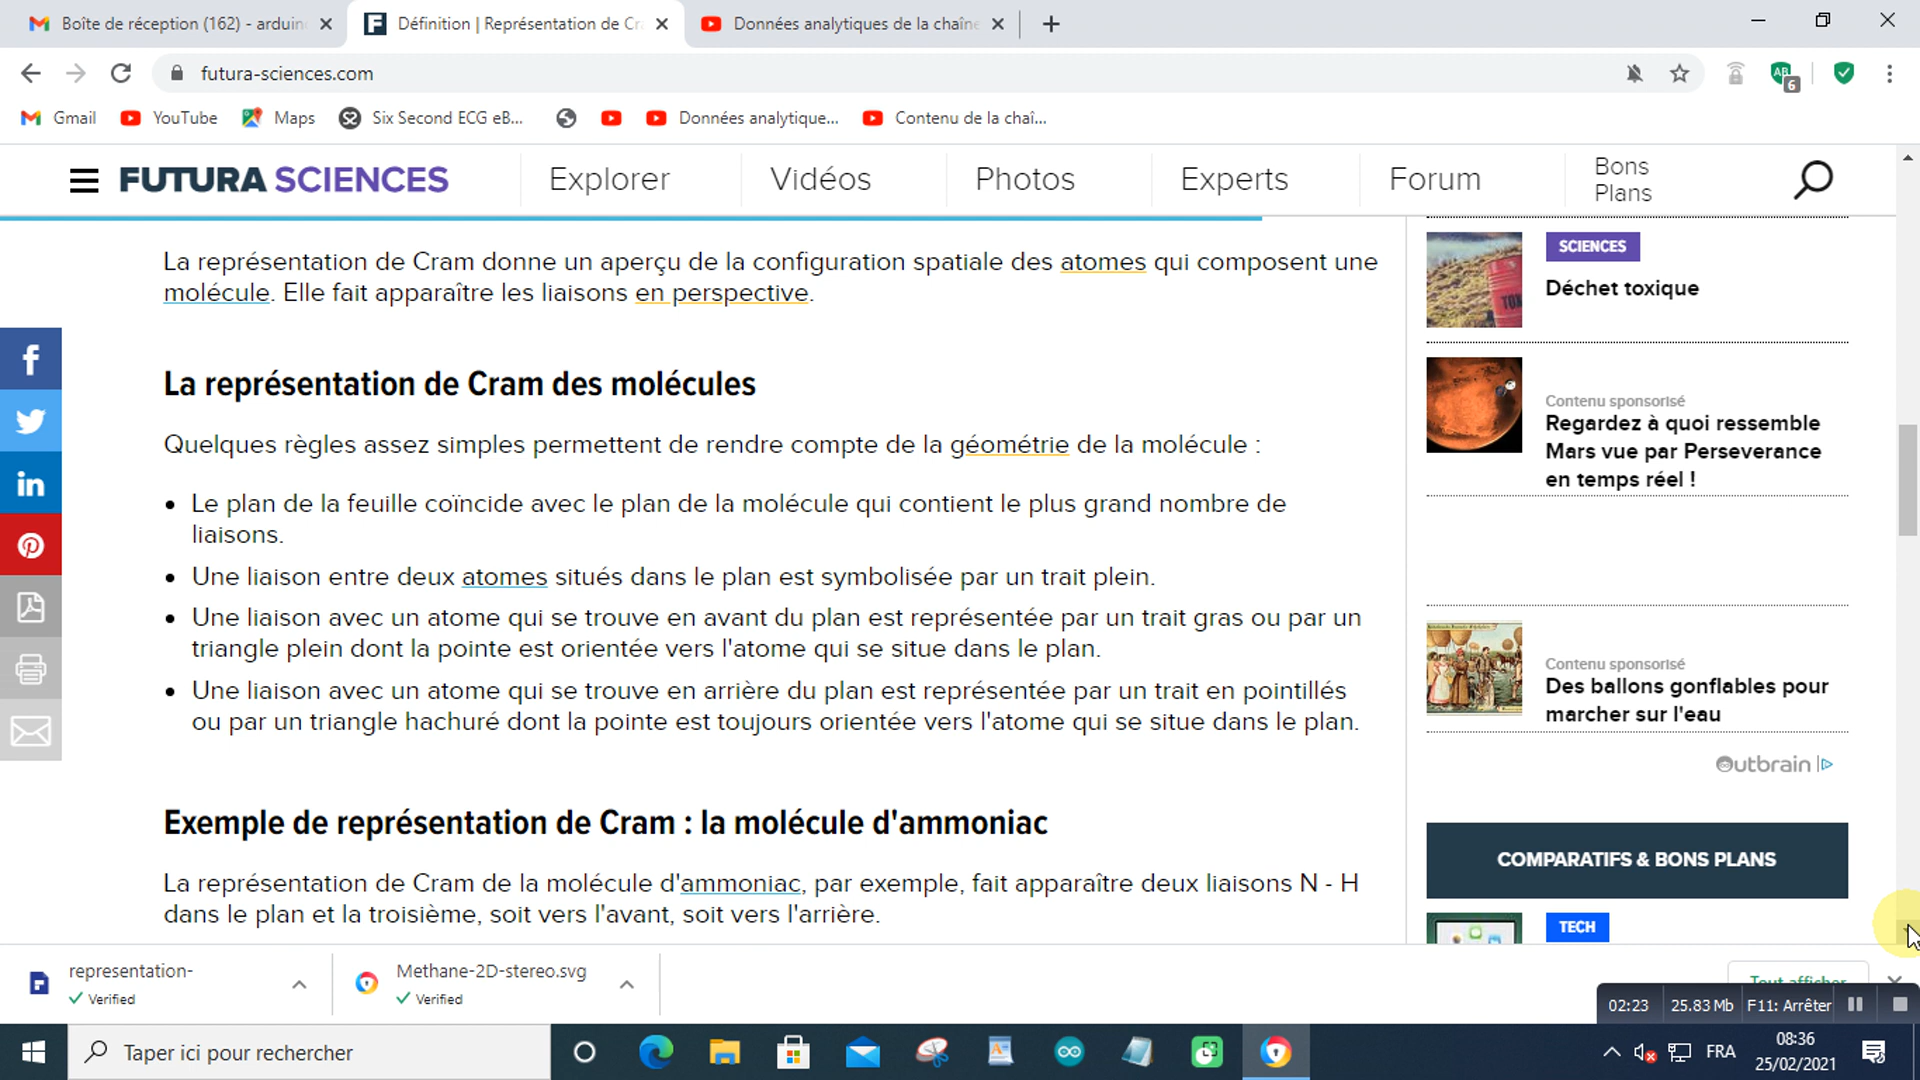 Boîte de réception (162) - arduin
Définition | Représentation de Cr
Données analytiques de la chaîne
futura-sciences.com
6
Gmail
YouTube
Maps
Six Second ECG eB...
Données analytique...
Contenu de la chaî...
FUTURA SCIENCES
Explorer
Vidéos
Photos
Experts
Forum
Bons
Plans
La représentation de Cram donne un aperçu de la configuration spatiale des atomes qui composent une
molécule. Elle fait apparaître les liaisons en perspective.
La représentation de Cram des molécules
Quelques règles assez simples permettent de rendre compte de la géométrie de la molécule :
• Le plan de la feuille coïncide avec le plan de la molécule qui contient le plus grand nombre de
liaisons.
• Une liaison entre deux atomes situés dans le plan est symbolisée par un trait plein.
• Une liaison avec un atome qui se trouve en avant du plan est représentée par un trait gras ou par un
triangle plein dont la pointe est orientée vers l'atome qui se situe dans le plan.
• Une liaison avec un atome qui se trouve en arrière du plan est représentée par un trait en pointillés
ou par un triangle hachuré dont la pointe est toujours orientée vers l'atome qui se situe dans le plan.
Exemple de représentation de Cram : la molécule d'ammoniac
La représentation de Cram de la molécule d'ammoniac, par exemple, fait apparaître deux liaisons N - H
dans le plan et la troisième, soit vers l'avant, soit vers l'arrière.
SCIENCES
Déchet toxique
Contenu sponsorisé
Regardez à quoi ressemble
Mars vue par Perseverance
en temps réel !
Contenu sponsorisé
Des ballons gonflables pour
marcher sur l'eau
Outbrain
COMPARATIFS & BONS PLANS
TECH
representation-
Verified
Methane-2D-stereo.svg
Verified
Tout afficher
02:23
25.83 Mb
F11: Arrêter
Taper ici pour rechercher
FRA
08:36
25/02/2021